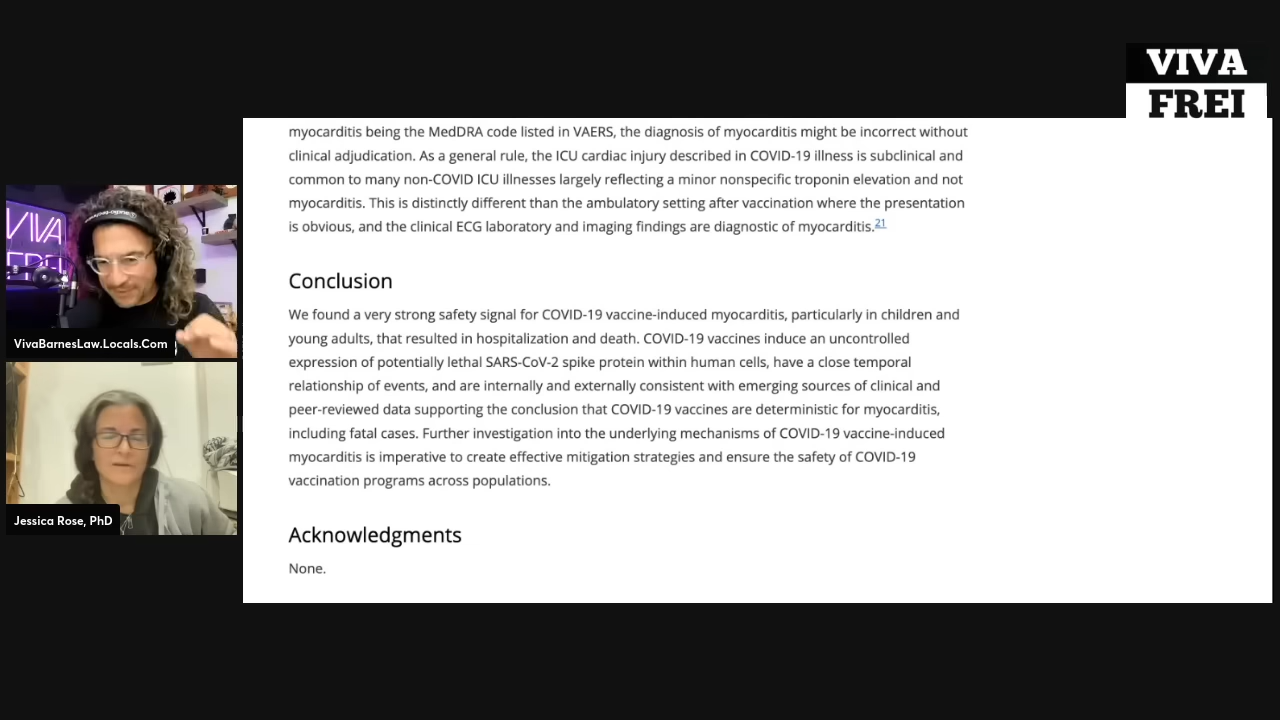 VIVA
FREI
myocarditis being the MedDRA code listed in VAERS, the diagnosis of myocarditis might be incorrect without
clinical adjudication. As a general rule, the ICU cardiac injury described in COVID-19 illness is subclinical and
common to many non-COVID ICU illnesses largely reflecting a minor nonspecific troponin elevation and not
myocarditis. This is distinctly different than the ambulatory setting after vaccination where the presentation
is obvious, and the clinical ECG laboratory and imaging findings are diagnostic of myocarditis.21
Conclusion
We found a very strong safety signal for COVID-19 vaccine-induced myocarditis, particularly in children and
young adults, that resulted in hospitalization and death. COVID-19 vaccines induce an uncontrolled
expression of potentially lethal SARS-CoV-2 spike protein within human cells, have a close temporal
relationship of events, and are internally and externally consistent with emerging sources of clinical and
peer-reviewed data supporting the conclusion that COVID-19 vaccines are deterministic for myocarditis,
including fatal cases. Further investigation into the underlying mechanisms of COVID-19 vaccine-induced
myocarditis is imperative to create effective mitigation strategies and ensure the safety of COVID-19
vaccination programs across populations.
Acknowledgments
None.
VIVA
VivaBarnesLaw.Locals.Com
Jessica Rose, PhD